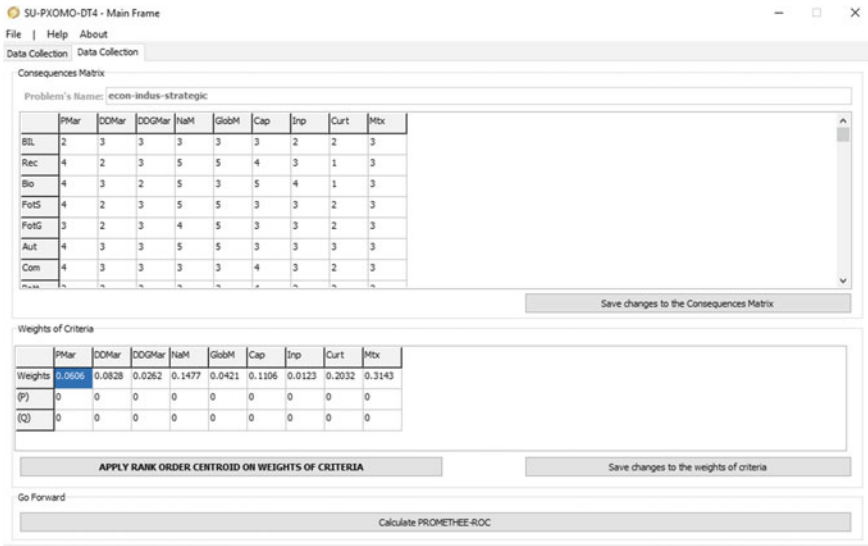 SU-PXOMO-DT4 - Main Frame
File | Help About
Data Collection Data Collection
Consequences Matrix
Problem's Name: econ-indus-strategic
PMar DDMar DDGMar NaM GlobM Cap Inp Curt Mtx
BIL 2 3 3 3 3 3 2 2 3
Rec 4 2 3 5 5 4 3 1 3
Bio 4 3 2 5 3 5 4 1 3
FotS 4 2 3 5 5 3 3 2 3
FotG 3 2 3 4 5 3 3 2 3
Aut 4 3 3 5 5 3 3 3 3
Com 4 3 3 3 3 4 3 2 3
Save changes to the Consequences Matrix
Weights of Criteria
PMar DDMar DDGMar NaM GlobM Cap Inp Curt Mtx
Weights 0.0606 0.0828 0.0262 0.1477 0.0421 0.1106 0.0123 0.2032 0.3143
(P) 0 0 0 0 0 0 0 0 0
(Q) 0 0 0 0 0 0 0 0 0
APPLY RANK ORDER CENTROID ON WEIGHTS OF CRITERIA
Save changes to the weights of criteria
Go Forward
Calculate PROMETHEE-ROC